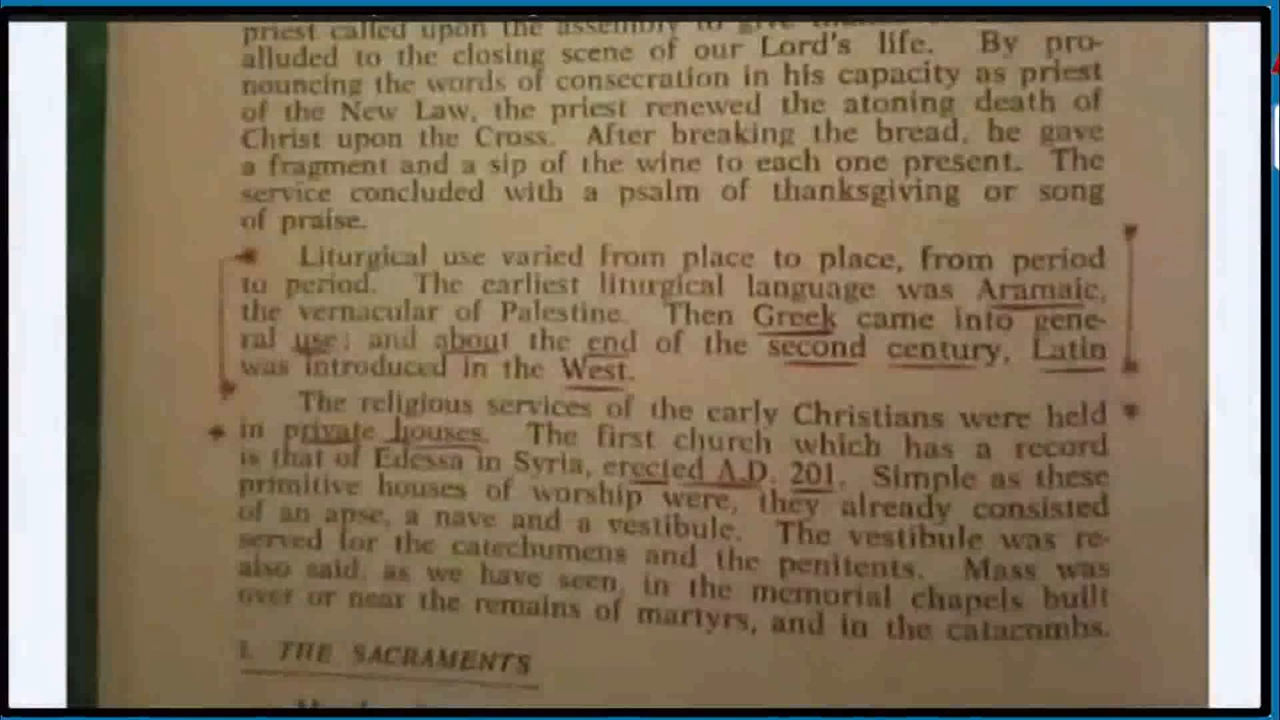 priest called upon the assembly to give
alluded to the closing scene of our Lord's life. By pro-
nouncing the words of consecration in his capacity as priest
of the New Law, the priest renewed the atoning death of
Christ upon the Cross. After breaking the bread, he gave
a fragment and a sip of the wine to each one present. The
service concluded with a psalm of thanksgiving or song
of praise.
Liturgical use varied from place to place, from period
to period. The earliest liturgical language was Aramaic,
the vernacular of Palestine. Then Greek came into gene-
ral use; and about the end of the second century, Latin
was introduced in the West.
The religious services of the early Christians were held
in private houses. The first church which has a record
is that of Edessa in Syria, erected A.D. 201. Simple as these
primitive houses of worship were, they already consisted
of an apse, a nave and a vestibule. The vestibule was re-
served for the catechumens and the penitents. Mass was
also said, as we have seen, in the memorial chapels built
over or near the remains of martyrs, and in the catacombs.
I. THE SACRAMENTS